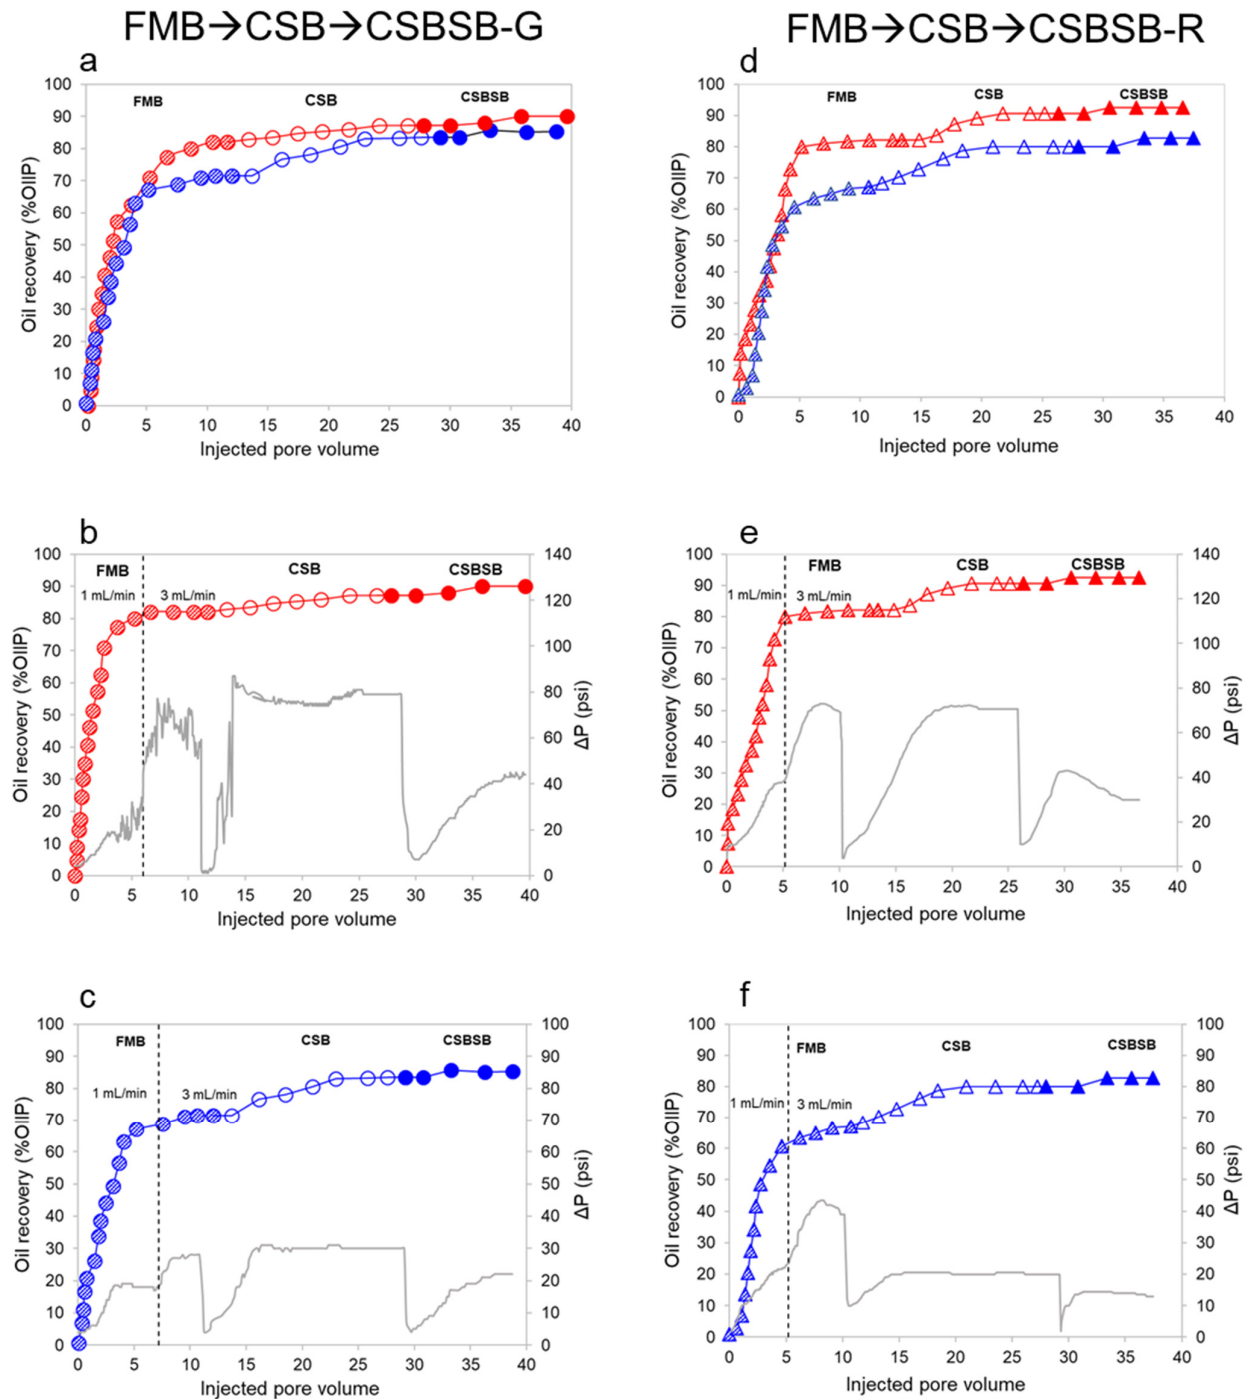 FMB→CSB→CSBSB-G
FMB→CSB→CSBSB-R
a
FMB
CSB
CSBSB
Oil recovery (%OIIP)
100
90
80
70
60
50
40
30
20
10
0
0 5 10 15 20 25 30 35 40
Injected pore volume
d
FMB
CSB
CSBSB
Oil recovery (%OIIP)
100
90
80
70
60
50
40
30
20
10
0
0 5 10 15 20 25 30 35 40
Injected pore volume
b
FMB
CSB
CSBSB
1 mL/min
3 mL/min
Oil recovery (%OIIP)
100
90
80
70
60
50
40
30
20
10
0
140
120
100
80
60
40
20
0
ΔP (psi)
0 5 10 15 20 25 30 35 40
Injected pore volume
e
FMB
CSB
CSBSB
1 mL/min
3 mL/min
Oil recovery (%OIIP)
100
90
80
70
60
50
40
30
20
10
0
140
120
100
80
60
40
20
0
ΔP (psi)
0 5 10 15 20 25 30 35 40
Injected pore volume
c
FMB
CSB
CSBSB
1 mL/min
3 mL/min
Oil recovery (%OIIP)
100
90
80
70
60
50
40
30
20
10
0
100
90
80
70
60
50
40
30
20
10
0
ΔP (psi)
0 5 10 15 20 25 30 35 40
Injected pore volume
f
FMB
CSB
CSBSB
1 mL/min
3 mL/min
Oil recovery (%OIIP)
100
90
80
70
60
50
40
30
20
10
0
100
90
80
70
60
50
40
30
20
10
0
ΔP (psi)
0 5 10 15 20 25 30 35 40
Injected pore volume